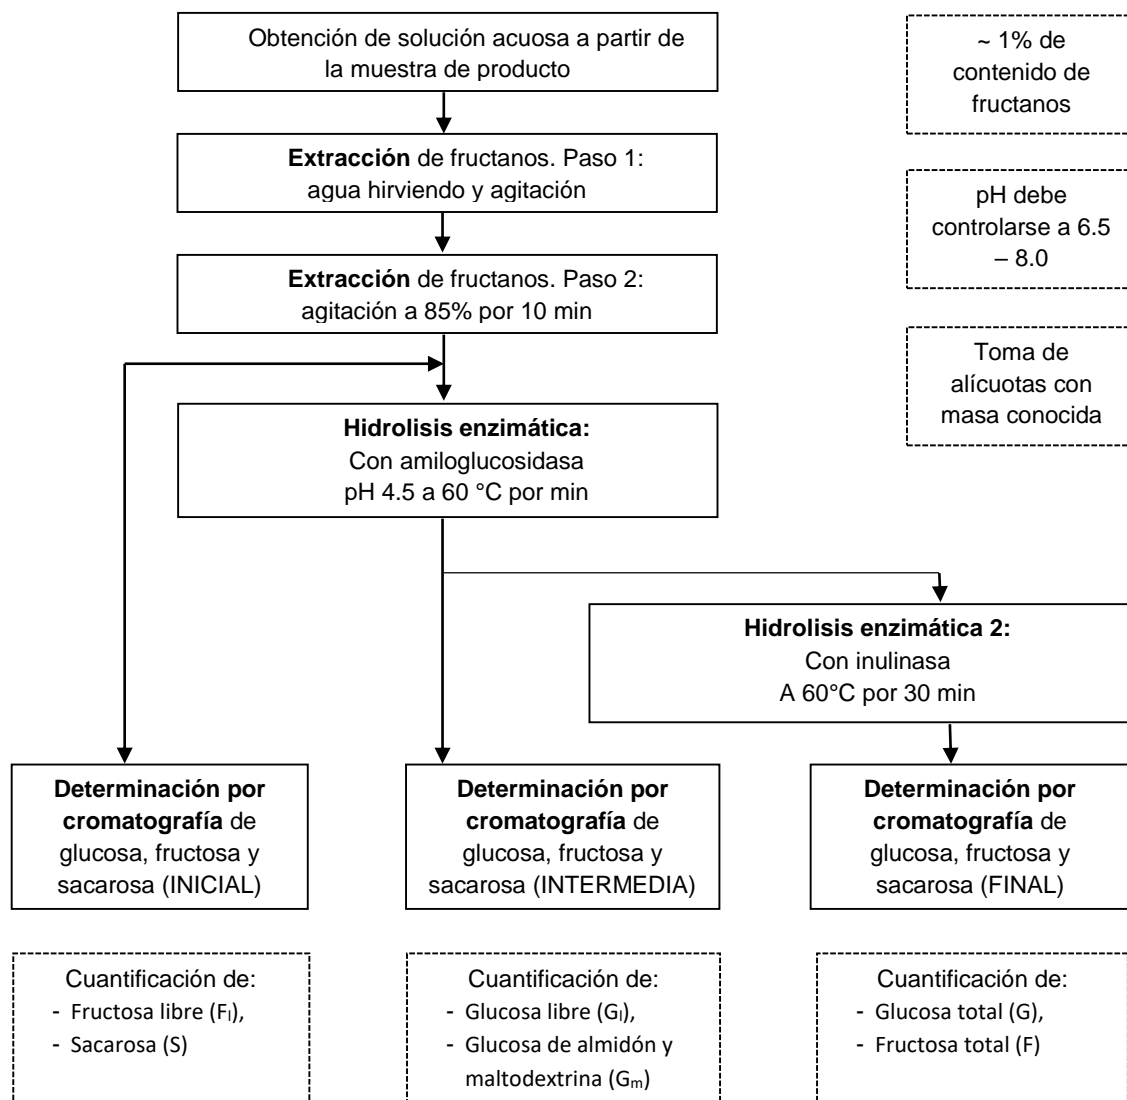 Obtención de solución acuosa a partir de
la muestra de producto
~ 1% de
contenido de
fructanos
Extracción de fructanos. Paso 1:
agua hirviendo y agitación
pH debe
controlarse a 6.5
– 8.0
Extracción de fructanos. Paso 2:
agitación a 85% por 10 min
Toma de
alícuotas con
masa conocida
Hidrolisis enzimática:
Con amiloglucosidasa
pH 4.5 a 60 °C por min
Hidrolisis enzimática 2:
Con inulinasa
A 60°C por 30 min
Determinación por
cromatografía de
glucosa, fructosa y
sacarosa (INICIAL)
Determinación por
cromatografía de
glucosa, fructosa y
sacarosa (INTERMEDIA)
Determinación por
cromatografía de
glucosa, fructosa y
sacarosa (FINAL)
Cuantificación de:
- Fructosa libre (Fl),
- Sacarosa (S)
Cuantificación de:
- Glucosa libre (Gl),
- Glucosa de almidón y
maltodextrina (Gm)
Cuantificación de:
- Glucosa total (G),
- Fructosa total (F)